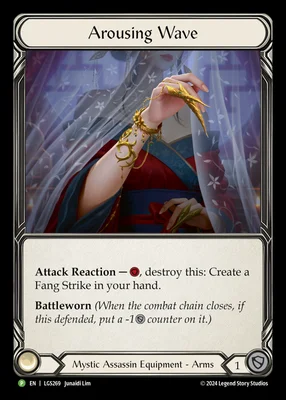 Arousing Wave
Attack Reaction — , destroy this: Create a
Fang Strike in your hand.
Battleworn (When the combat chain closes, if
this defended, put a -1 counter on it.)
Mystic Assassin Equipment - Arms
1
P EN | LGS269 Junaidi Lim
© 2024 Legend Story Studios